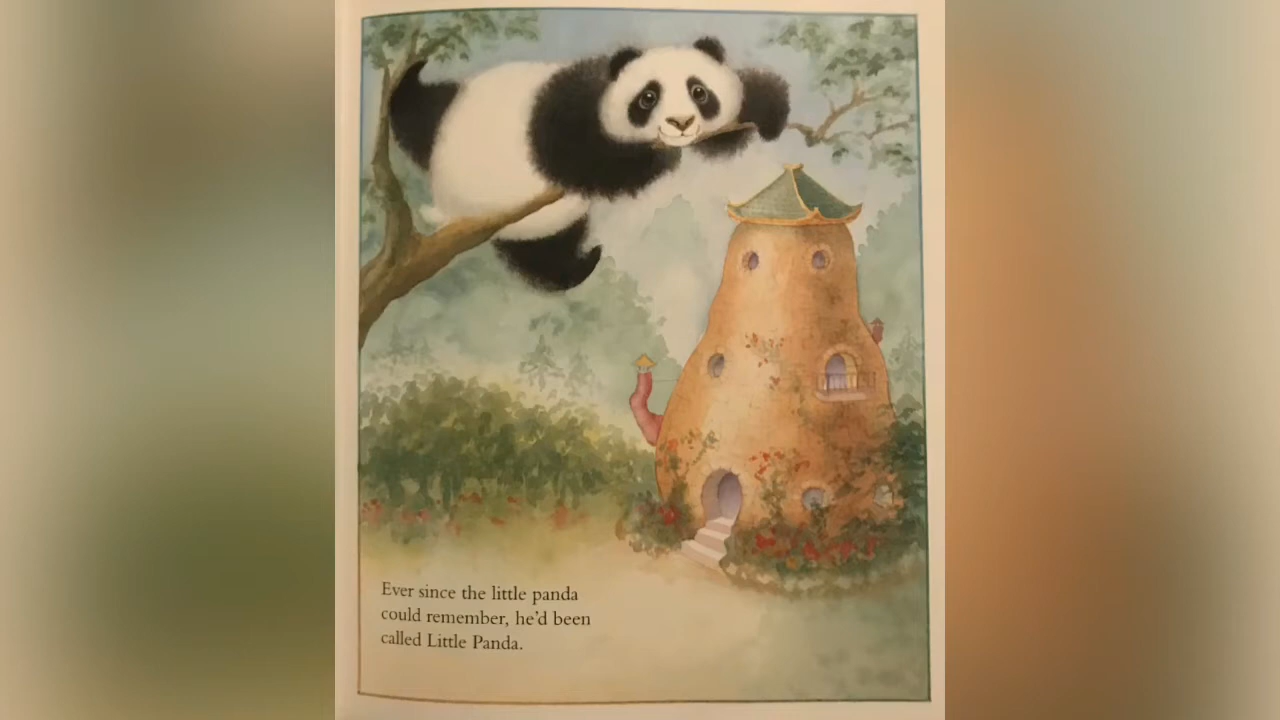 Ever since the little panda
could remember, he'd been
called Little Panda.